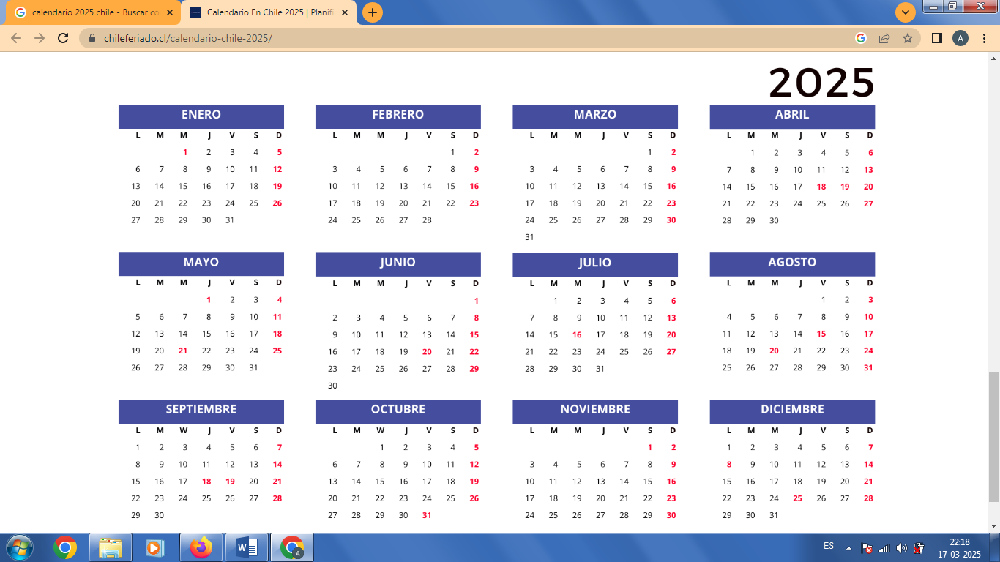 calendario 2025 chile - Buscar co
Calendario En Chile 2025 | Planifi
chileferiado.cl/calendario-chile-2025/
A
2025
ENERO FEBRERO MARZO ABRIL
L M M J V S D L M M J V S D L M M J V S D L M M J V S D
1 2 3 4 5 1 2 1 2 1 2 3 4 5 6
6 7 8 9 10 11 12 3 4 5 6 7 8 9 3 4 5 6 7 8 9 7 8 9 10 11 12 13
13 14 15 16 17 18 19 10 11 12 13 14 15 16 10 11 12 13 14 15 16 14 15 16 17 18 19 20
20 21 22 23 24 25 26 17 18 19 20 21 22 23 17 18 19 20 21 22 23 21 22 23 24 25 26 27
27 28 29 30 31 24 25 26 27 28 24 25 26 27 28 29 30 28 29 30
31
MAYO JUNIO JULIO AGOSTO
L M M J V S D L M M J V S D L M M J V S D L M M J V S D
1 2 3 4 1 1 2 3 4 5 6 1 2 3
5 6 7 8 9 10 11 2 3 4 5 6 7 8 7 8 9 10 11 12 13 4 5 6 7 8 9 10
12 13 14 15 16 17 18 9 10 11 12 13 14 15 14 15 16 17 18 19 20 11 12 13 14 15 16 17
19 20 21 22 23 24 25 16 17 18 19 20 21 22 21 22 23 24 25 26 27 18 19 20 21 22 23 24
26 27 28 29 30 31 23 24 25 26 27 28 29 28 29 30 31 25 26 27 28 29 30 31
30
SEPTIEMBRE OCTUBRE NOVIEMBRE DICIEMBRE
L M W J V S D L M W J V S D L M M J V S D L M M J V S D
1 2 3 4 5 6 7 1 2 3 4 5 1 2 1 2 3 4 5 6 7
8 9 10 11 12 13 14 6 7 8 9 10 11 12 3 4 5 6 7 8 9 8 9 10 11 12 13 14
15 16 17 18 19 20 21 13 14 15 16 17 18 19 10 11 12 13 14 15 16 15 16 17 18 19 20 21
22 23 24 25 26 27 28 20 21 22 23 24 25 26 17 18 19 20 21 22 23 22 23 24 25 26 27 28
29 30 27 28 29 30 31 24 25 26 27 28 29 30 29 30 31
ES
22:18
17-03-2025